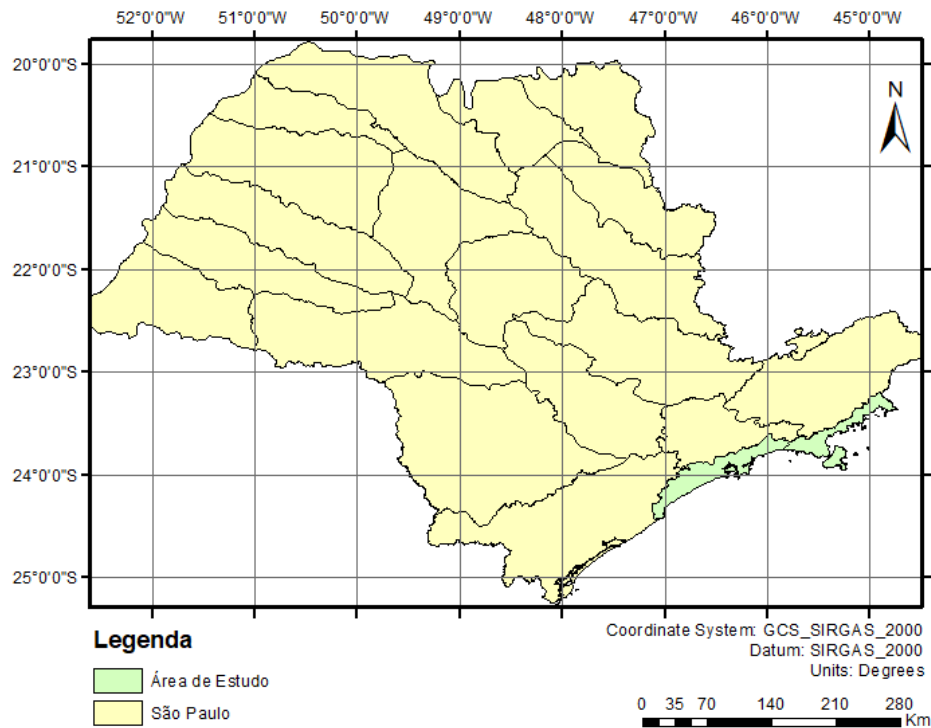 52°0'0"W 51°0'0"W 50°0'0"W 49°0'0"W 48°0'0"W 47°0'0"W 46°0'0"W 45°0'0"W
N
20°0'0"S
21°0'0"S
22°0'0"S
23°0'0"S
24°0'0"S
25°0'0"S
Legenda
Área de Estudo
São Paulo
Coordinate System: GCS_SIRGAS_2000
Datum: SIRGAS_2000
Units: Degrees
0 35 70 140 210 280
Km